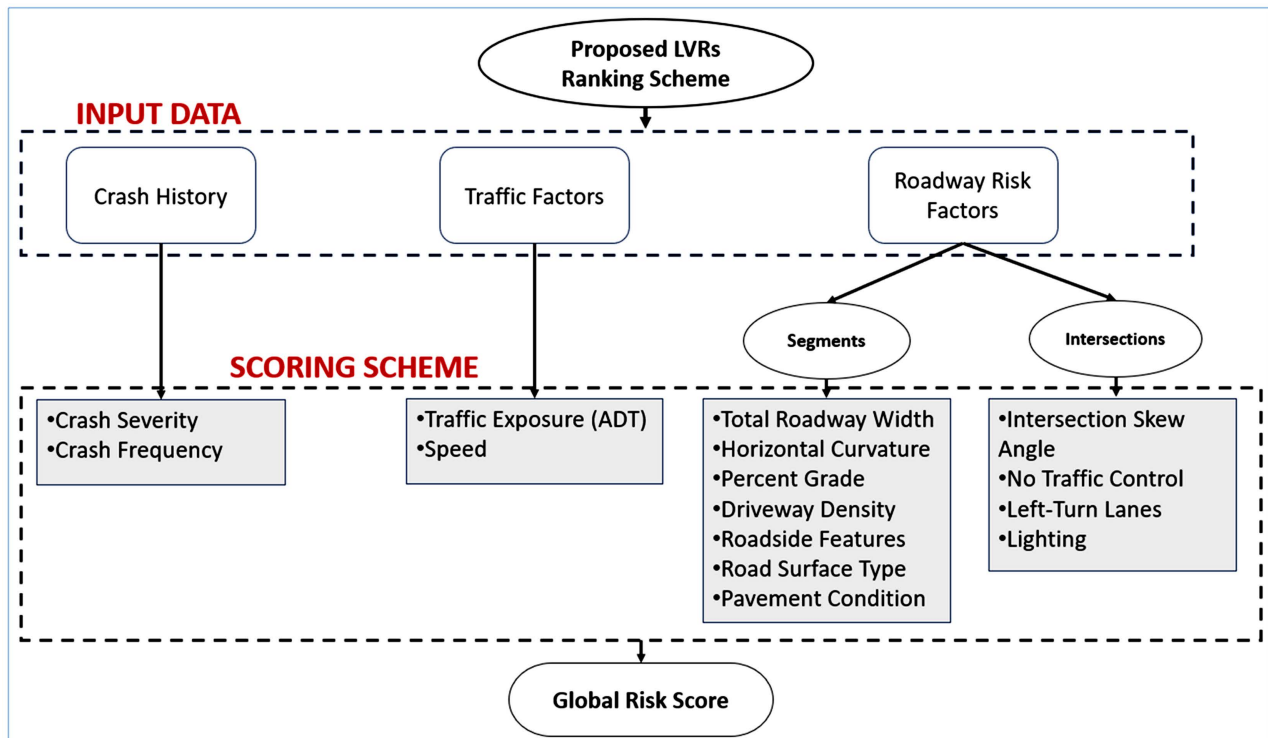 Proposed LVRs
Ranking Scheme
INPUT DATA
Crash History
Traffic Factors
Roadway Risk
Factors
Segments
Intersections
SCORING SCHEME
•Crash Severity
•Crash Frequency
•Traffic Exposure (ADT)
•Speed
•Total Roadway Width
•Horizontal Curvature
•Percent Grade
•Driveway Density
•Roadside Features
•Road Surface Type
•Pavement Condition
•Intersection Skew
Angle
•No Traffic Control
•Left-Turn Lanes
•Lighting
Global Risk Score